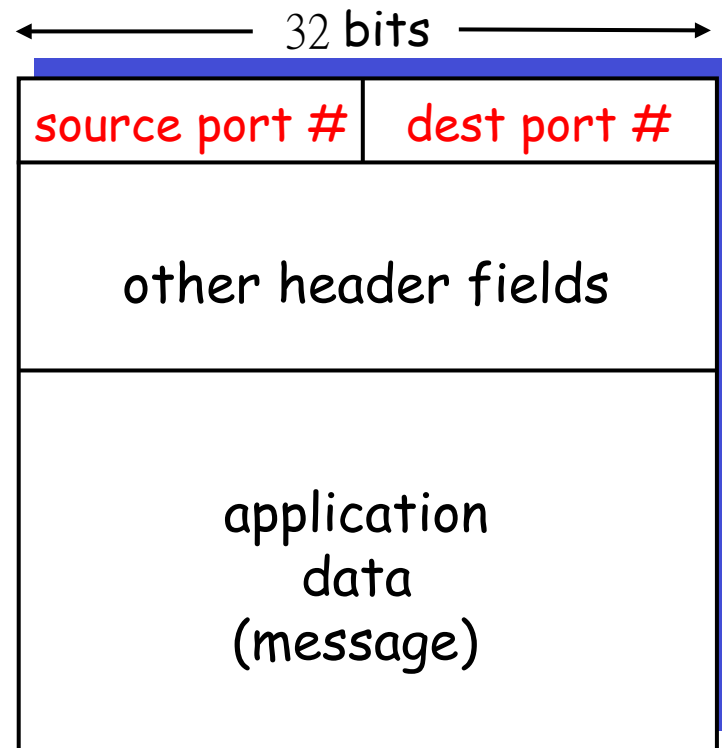 32 bits
source port # dest port #
other header fields
application
data
(message)